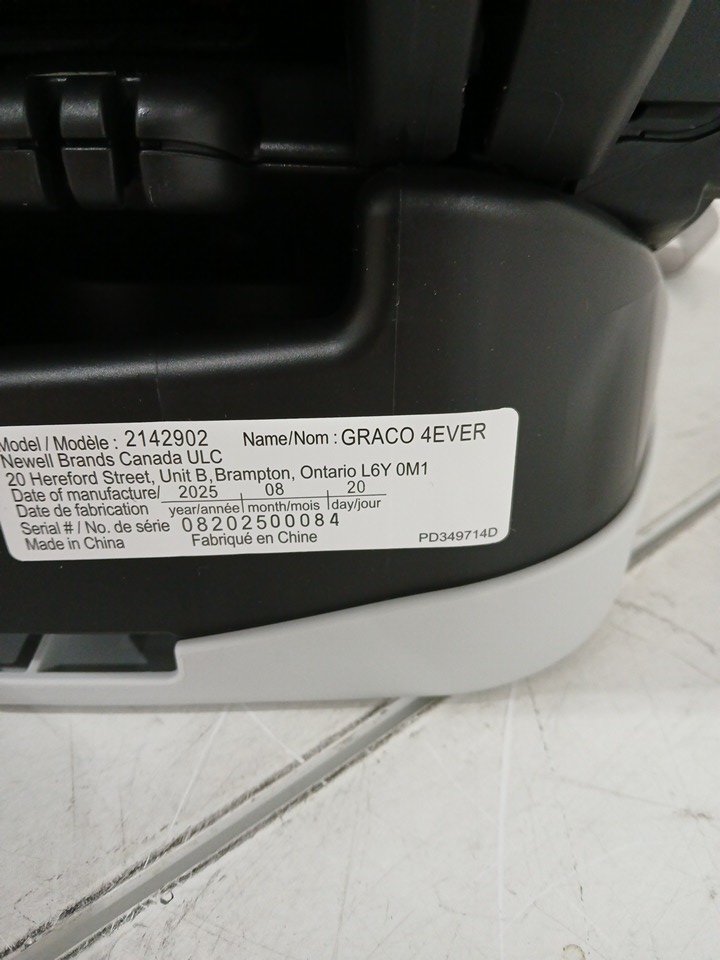 Model / Modèle : 2142902 Name/Nom : GRACO 4EVER
Newell Brands Canada ULC
20 Hereford Street, Unit B, Brampton, Ontario L6Y 0M1
Date of manufacture/ 2025 08 20
Date de fabrication year/année month/mois day/jour
Serial # / No. de série 08202500084
Made in China Fabriqué en Chine PD349714D